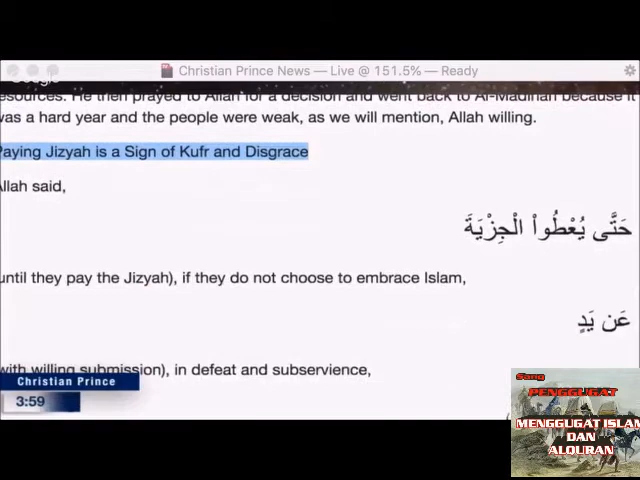 Christian Prince News — Live @ 151.5% — Ready
resources. He then prayed to Allah for a decision and went back to Al-Madinah because it
was a hard year and the people were weak, as we will mention, Allah willing.
Paying Jizyah is a Sign of Kufr and Disgrace
Allah said,
حَتَّى يُعْطُواْ الْجِزْيَةَ
until they pay the Jizyah), if they do not choose to embrace Islam,
عَن يَدٍ
with willing submission), in defeat and subservience,
Christian Prince
3:59
Sang
PENGGUGAT
MENGGUGAT ISLAM
DAN
ALQURAN